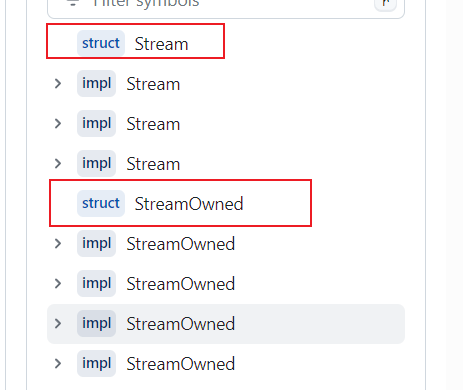 Filter symbols
struct Stream
impl Stream
impl Stream
impl Stream
struct StreamOwned
impl StreamOwned
impl StreamOwned
impl StreamOwned
impl StreamOwned